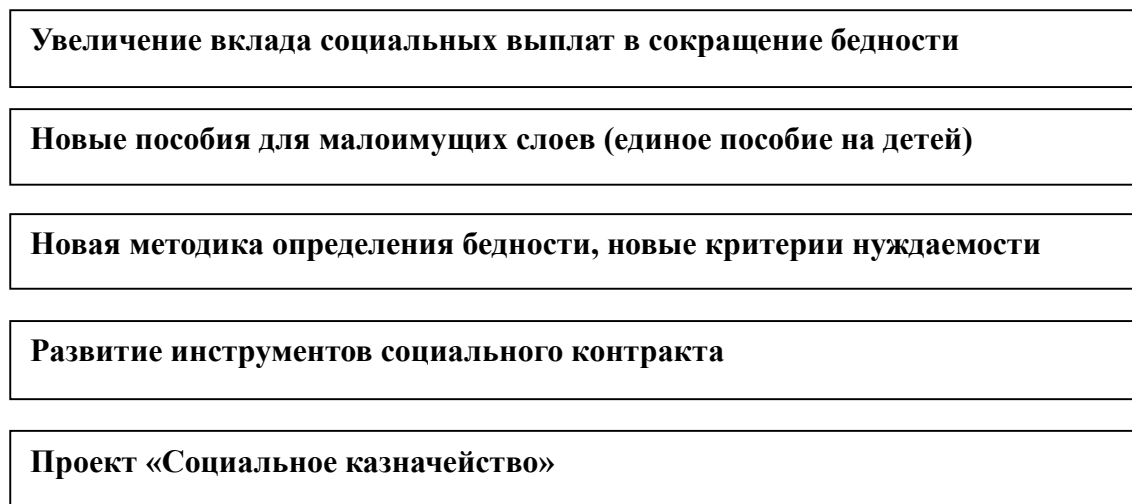 Увеличение вклада социальных выплат в сокращение бедности
Новые пособия для малоимущих слоев (единое пособие на детей)
Новая методика определения бедности, новые критерии нуждаемости
Развитие инструментов социального контракта
Проект «Социальное казначейство»